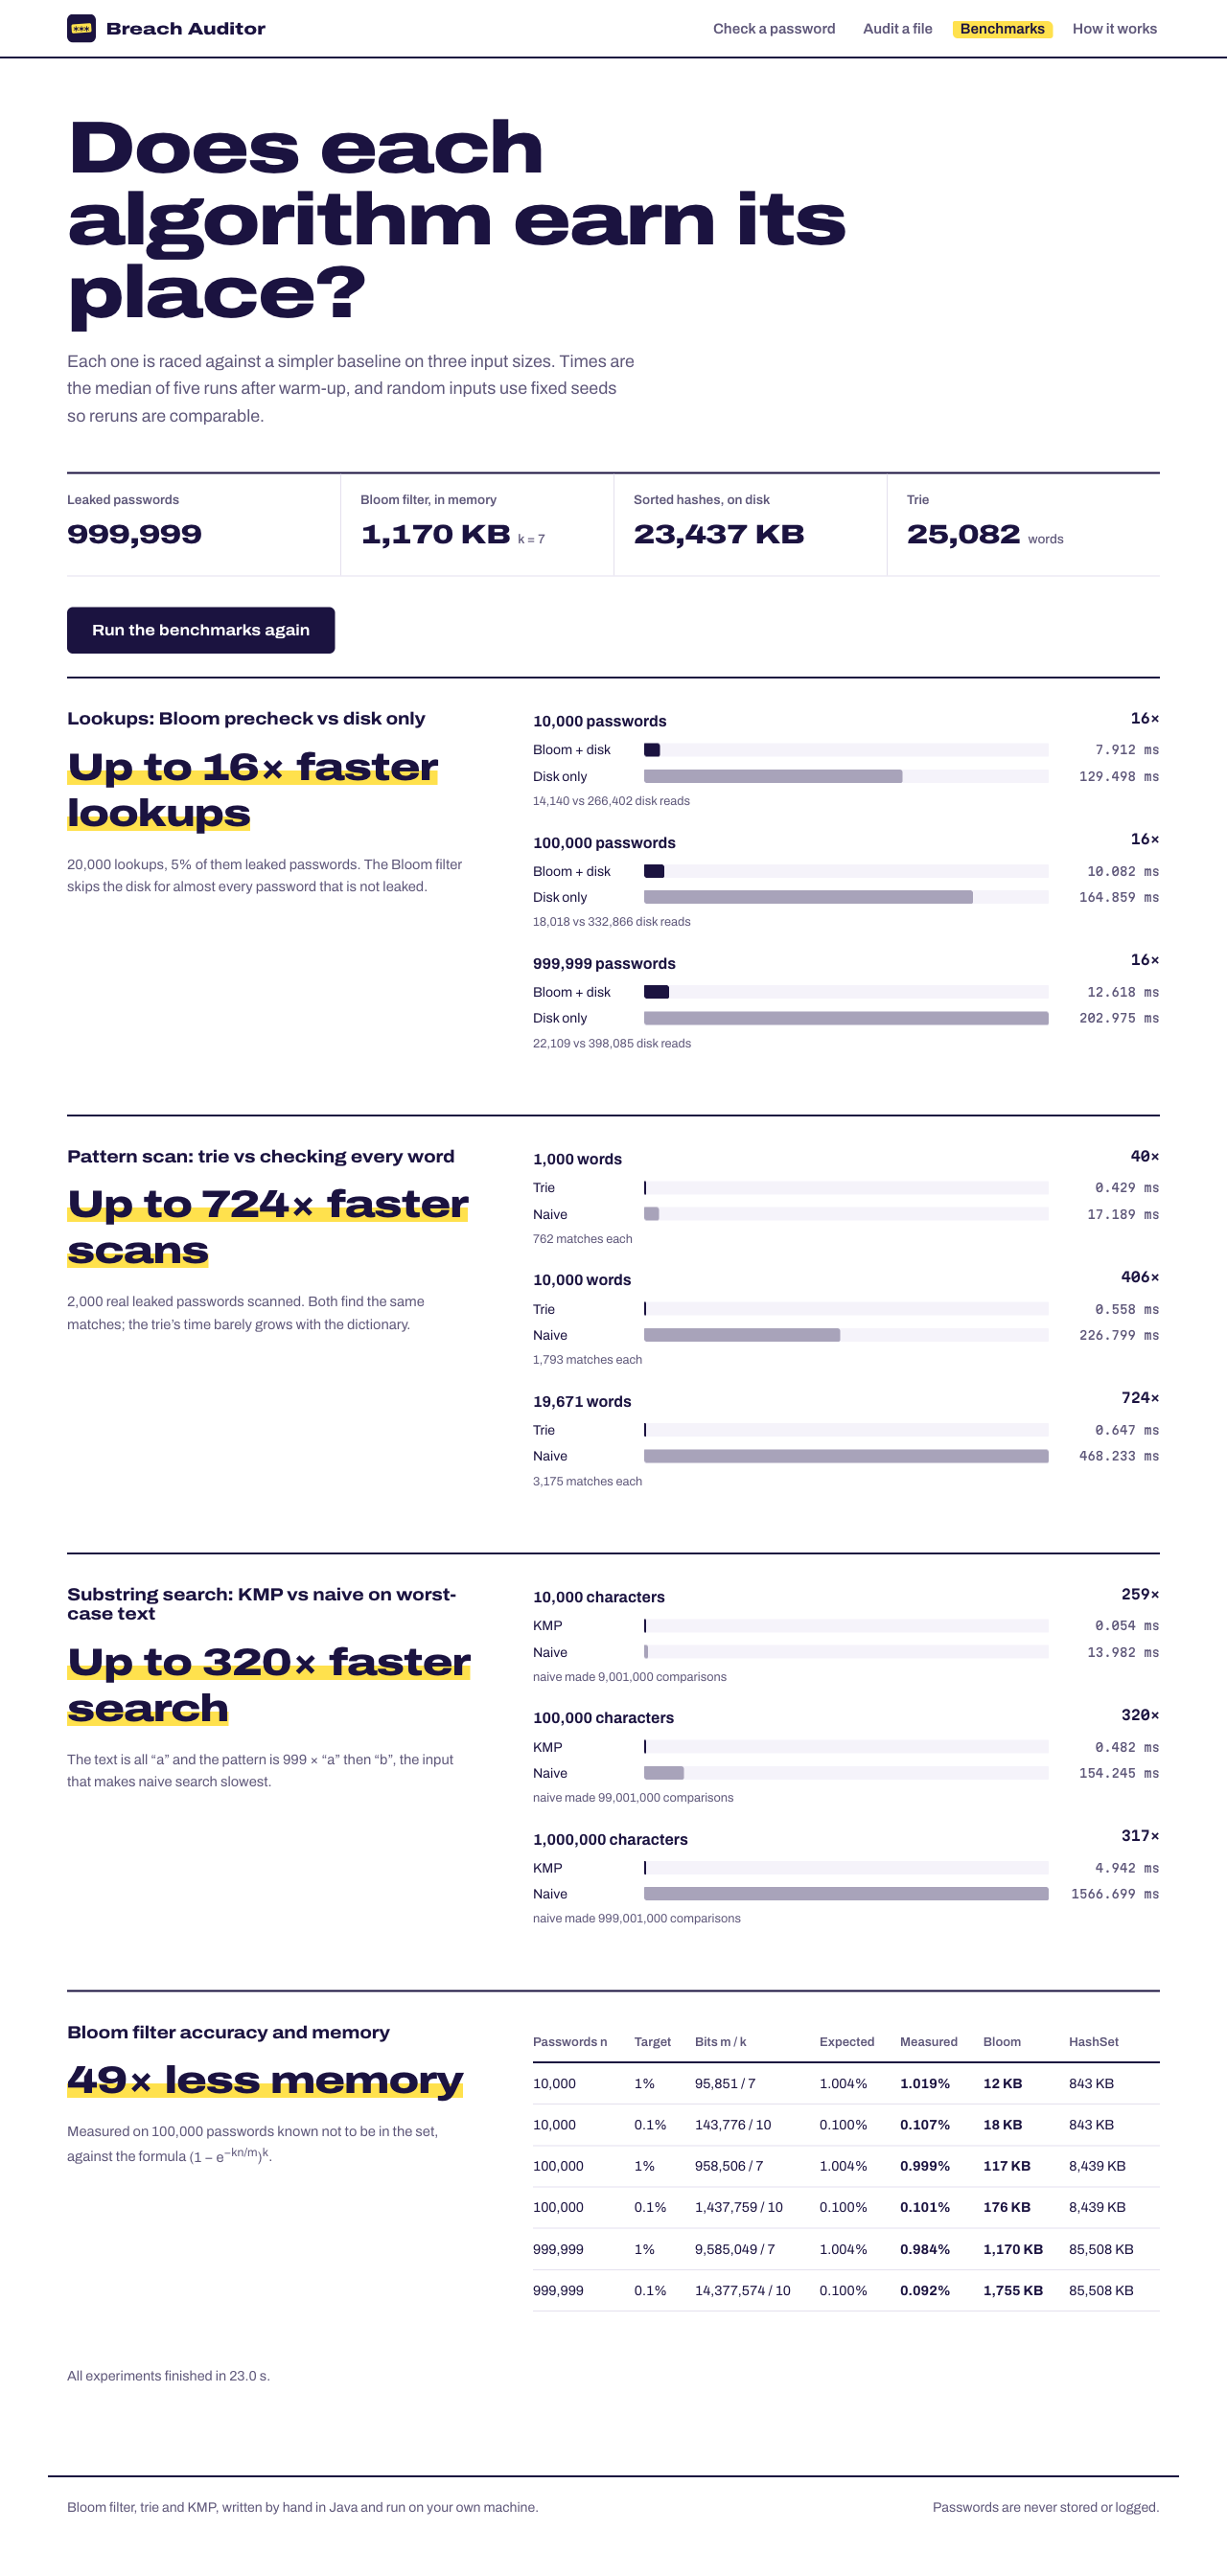 *** Breach Auditor Check a password Audit a file Benchmarks How it works
Does each
algorithm earn its
place?
Each one is raced against a simpler baseline on three input sizes. Times are
the median of five runs after warm-up, and random inputs use fixed seeds
so reruns are comparable.
Leaked passwords
999,999
Bloom filter, in memory
1,170 KB k = 7
Sorted hashes, on disk
23,437 KB
Trie
25,082 words
Run the benchmarks again
Lookups: Bloom precheck vs disk only
Up to 16× faster
lookups
20,000 lookups, 5% of them leaked passwords. The Bloom filter
skips the disk for almost every password that is not leaked.
10,000 passwords 16×
Bloom + disk 7.912 ms
Disk only 129.498 ms
14,140 vs 266,402 disk reads
100,000 passwords 16×
Bloom + disk 10.082 ms
Disk only 164.859 ms
18,018 vs 332,866 disk reads
999,999 passwords 16×
Bloom + disk 12.618 ms
Disk only 202.975 ms
22,109 vs 398,085 disk reads
Pattern scan: trie vs checking every word
Up to 724× faster
scans
2,000 real leaked passwords scanned. Both find the same
matches; the trie’s time barely grows with the dictionary.
1,000 words 40×
Trie 0.429 ms
Naive 17.189 ms
762 matches each
10,000 words 406×
Trie 0.558 ms
Naive 226.799 ms
1,793 matches each
19,671 words 724×
Trie 0.647 ms
Naive 468.233 ms
3,175 matches each
Substring search: KMP vs naive on worst-
case text
Up to 320× faster
search
The text is all “a” and the pattern is 999 × “a” then “b”, the input
that makes naive search slowest.
10,000 characters 259×
KMP 0.054 ms
Naive 13.982 ms
naive made 9,001,000 comparisons
100,000 characters 320×
KMP 0.482 ms
Naive 154.245 ms
naive made 99,001,000 comparisons
1,000,000 characters 317×
KMP 4.942 ms
Naive 1566.699 ms
naive made 999,001,000 comparisons
Bloom filter accuracy and memory
49× less memory
Measured on 100,000 passwords known not to be in the set,
against the formula (1 − e−kn/m)k.
Passwords n Target Bits m / k Expected Measured Bloom HashSet
10,000 1% 95,851 / 7 1.004% 1.019% 12 KB 843 KB
10,000 0.1% 143,776 / 10 0.100% 0.107% 18 KB 843 KB
100,000 1% 958,506 / 7 1.004% 0.999% 117 KB 8,439 KB
100,000 0.1% 1,437,759 / 10 0.100% 0.101% 176 KB 8,439 KB
999,999 1% 9,585,049 / 7 1.004% 0.984% 1,170 KB 85,508 KB
999,999 0.1% 14,377,574 / 10 0.100% 0.092% 1,755 KB 85,508 KB
All experiments finished in 23.0 s.
Bloom filter, trie and KMP, written by hand in Java and run on your own machine. Passwords are never stored or logged.